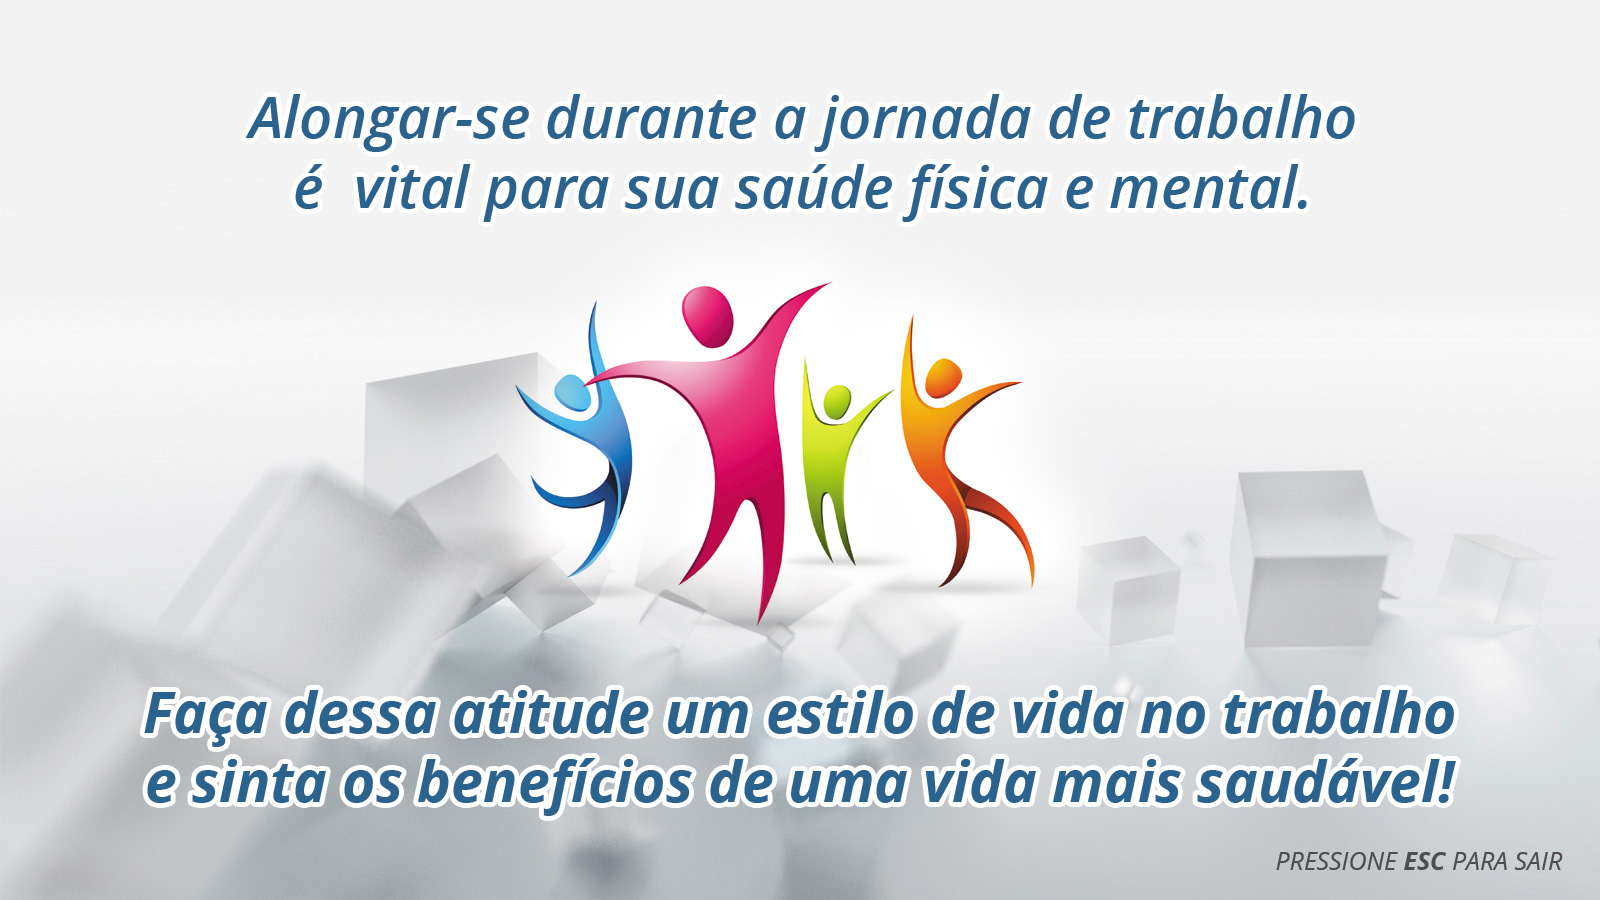 Alongar-se durante a jornada de trabalho
é vital para sua saúde física e mental.
Faça dessa atitude um estilo de vida no trabalho
e sinta os benefícios de uma vida mais saudável!
PRESSIONE ESC PARA SAIR